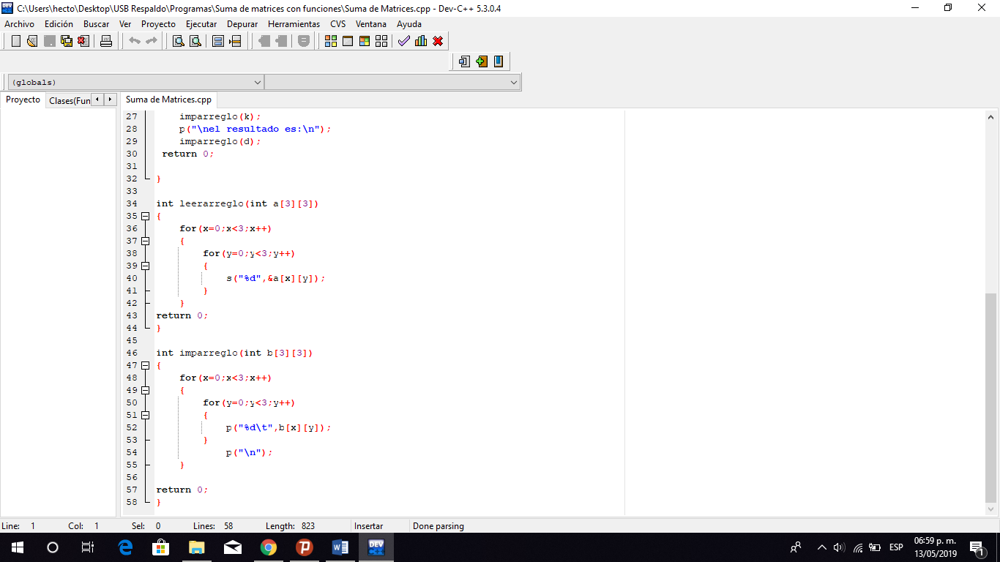 C:\Users\hecto\Desktop\USB Respaldo\Programas\Suma de matrices con funciones\Suma de Matrices.cpp - Dev-C++ 5.3.0.4
Archivo Edición Buscar Ver Proyecto Ejecutar Depurar Herramientas CVS Ventana Ayuda
(globals)
Proyecto Clases(Fun Suma de Matrices.cpp
27 imparreglo(k);
28 p("\nel resultado es:\n");
29 imparreglo(d);
30 return 0;
31
32 }
33
34 int leerarreglo(int a[3][3])
35 {
36 for(x=0;x<3;x++)
37 {
38 for(y=0;y<3;y++)
39 {
40 s("%d",&a[x][y]);
41 }
42 }
43 return 0;
44 }
45
46 int imparreglo(int b[3][3])
47 {
48 for(x=0;x<3;x++)
49 {
50 for(y=0;y<3;y++)
51 {
52 p("%d\t",b[x][y]);
53 }
54 p("\n");
55 }
56
57 return 0;
58 }
Line: 1 Col: 1 Sel: 0 Lines: 58 Length: 823 Insertar Done parsing
DEV ESP 06:59 p. m.
13/05/2019 1